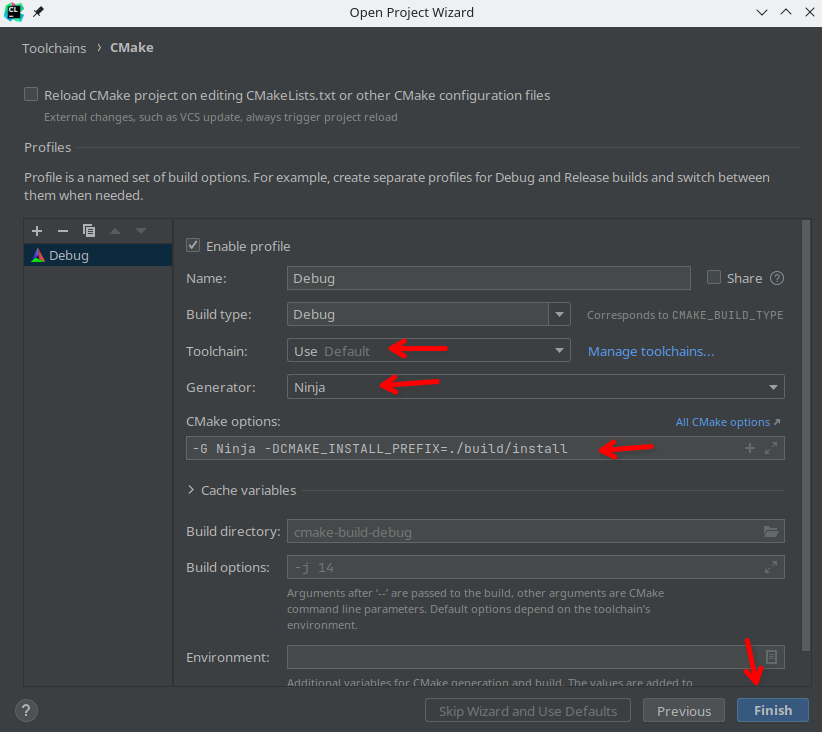 CL
Open Project Wizard
Toolchains › CMake
Reload CMake project on editing CMakeLists.txt or other CMake configuration files
External changes, such as VCS update, always trigger project reload
Profiles
Profile is a named set of build options. For example, create separate profiles for Debug and Release builds and switch between
them when needed.
Debug
Enable profile
Name: Debug Share ?
Build type: Debug Corresponds to CMAKE_BUILD_TYPE
Toolchain: Use Default Manage toolchains...
Generator: Ninja
CMake options: All CMake options ↗
-G Ninja -DCMAKE_INSTALL_PREFIX=./build/install
Cache variables
Build directory: cmake-build-debug
Build options: -j 14
Arguments after '--' are passed to the build, other arguments are CMake
command line parameters. Default options depend on the toolchain's
environment.
Environment:
Additional variables for CMake generation and build. The values are added to
? Skip Wizard and Use Defaults Previous Finish